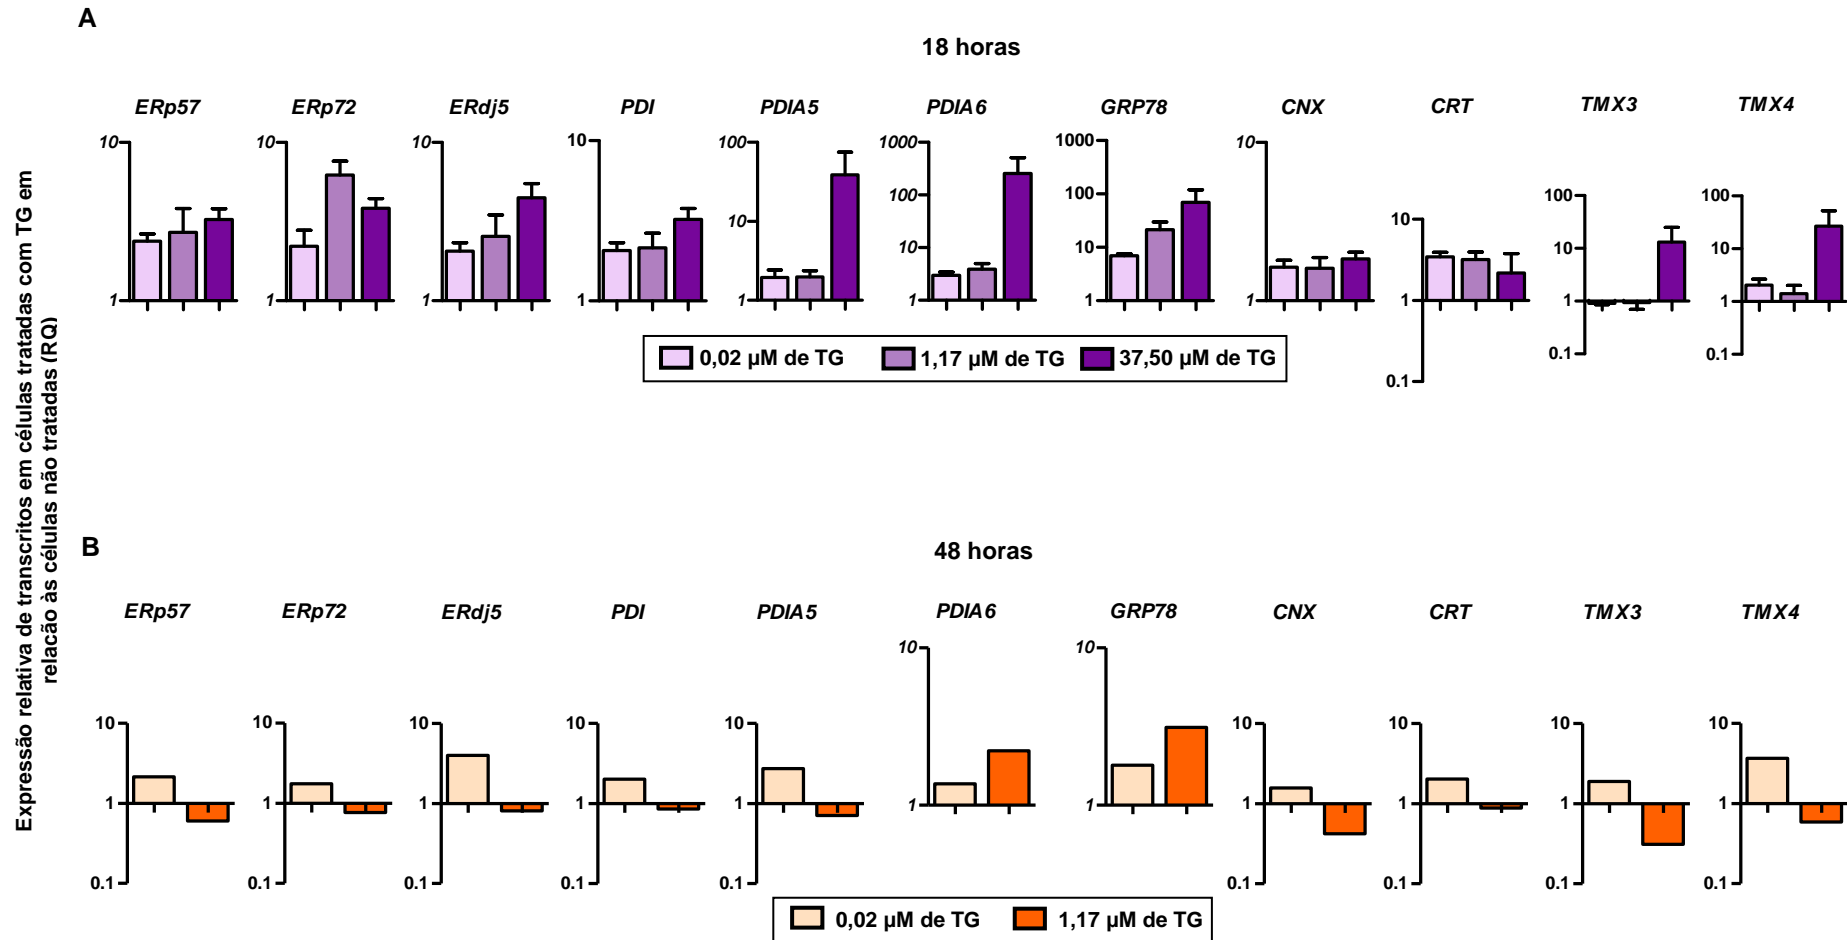 A
18 horas
ERp57 ERp72 ERdj5 PDI PDIA5 PDIA6 GRP78 CNX CRT TMX3 TMX4
10 10 10 10 100 1000 1000 10 10 100 100
100 100 10 10
10 10 10 1 1
1 1 1 1 1 1 1 1 1 0.1 0.1
0.1
0,02 µM de TG 1,17 µM de TG 37,50 µM de TG
Expressão relativa de transcritos em células tratadas com TG em
relacão às células não tratadas (RQ)
B
48 horas
ERp57 ERp72 ERdj5 PDI PDIA5 PDIA6 GRP78 CNX CRT TMX3 TMX4
10 10
10 10 10 10 10 10 10 10 10
1 1 1 1 1 1 1 1 1 1 1
0.1 0.1 0.1 0.1 0.1 0.1 0.1 0.1 0.1
0,02 µM de TG 1,17 µM de TG